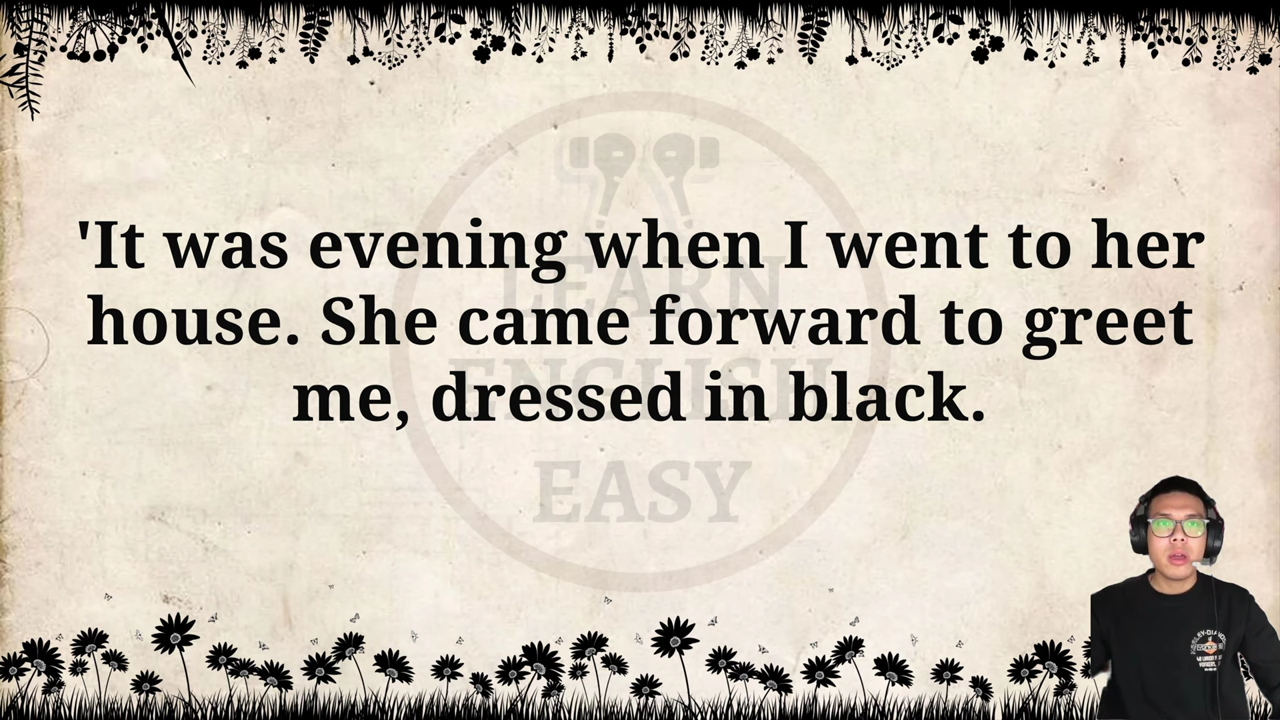 'It was evening when I went to her
house. She came forward to greet
me, dressed in black.
LEARN
ENGLISH
EASY